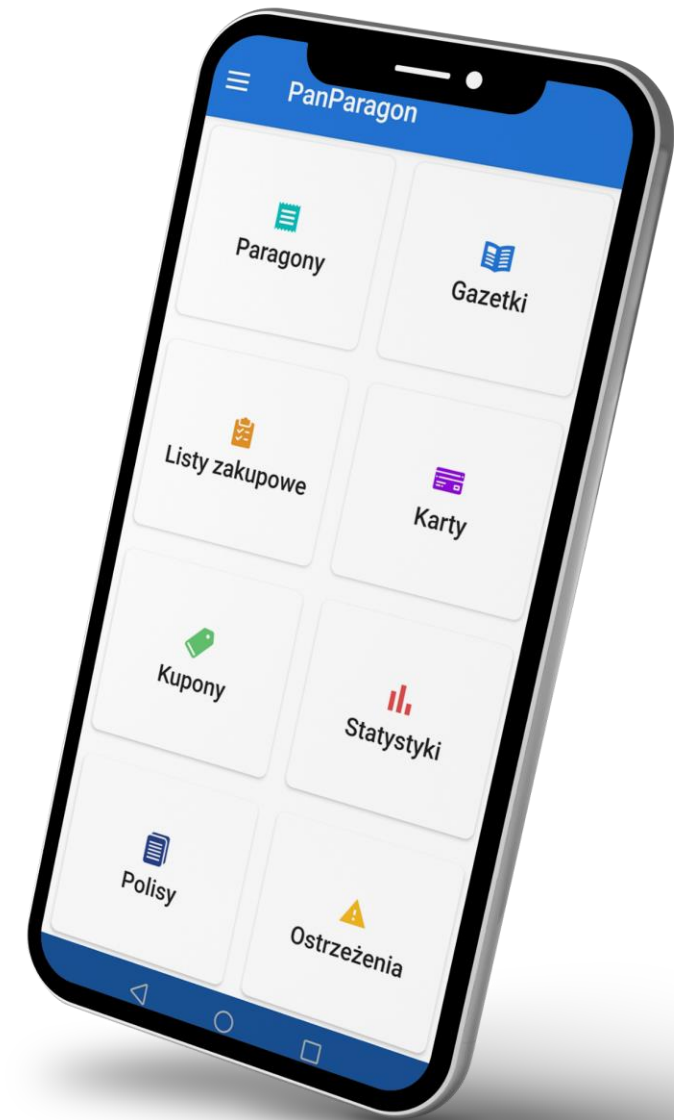 PanParagon
Paragony
Gazetki
Listy zakupowe
Karty
Kupony
Statystyki
Polisy
Ostrzeżenia